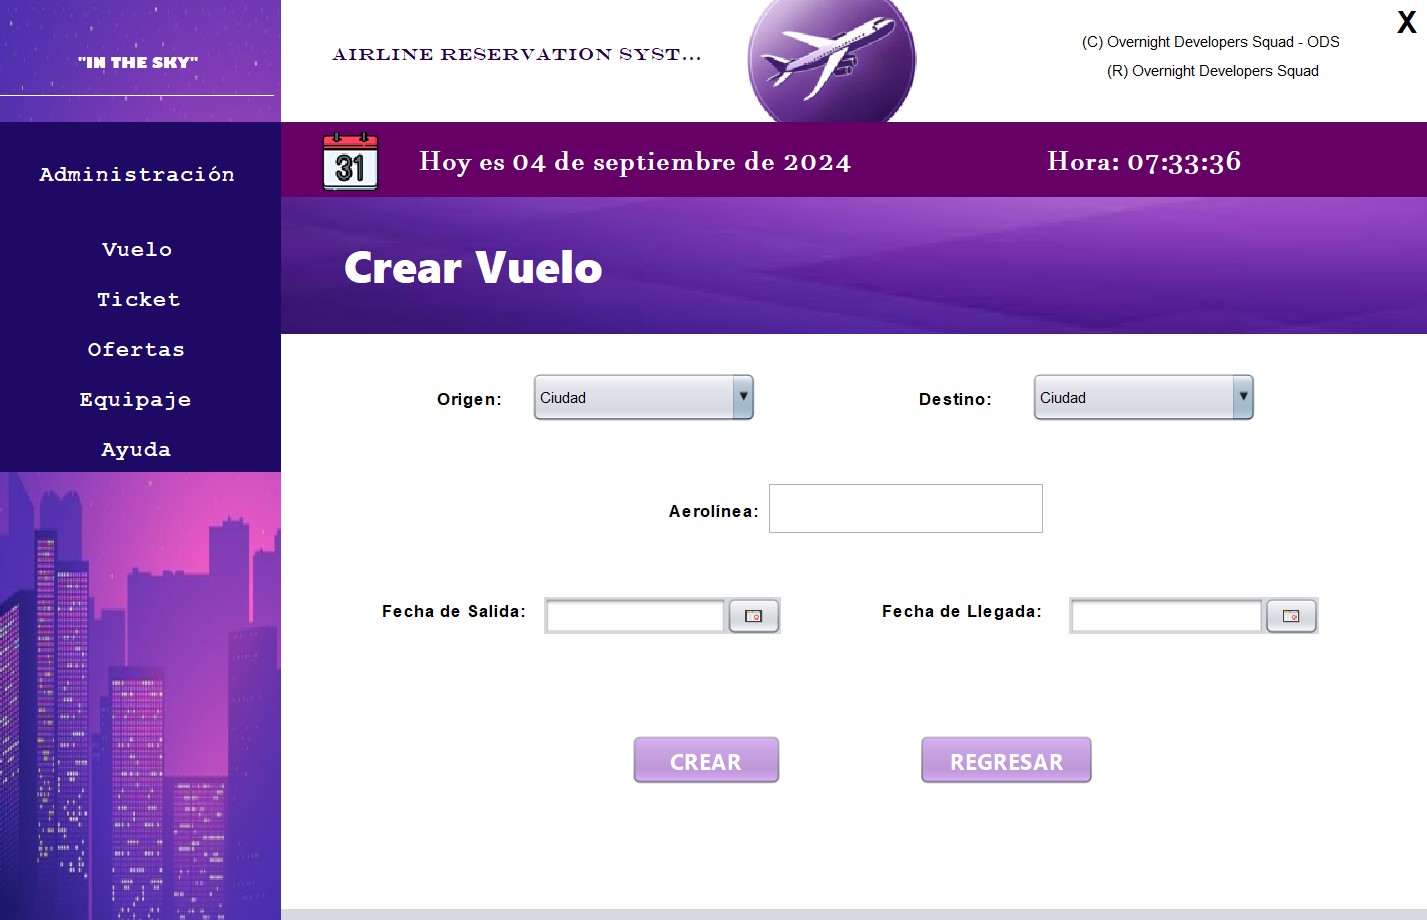 "IN THE SKY"
AIRLINE RESERVATION SYST...
(C) Overnight Developers Squad - ODS
(R) Overnight Developers Squad
X
31
Hoy es 04 de septiembre de 2024
Hora: 07:33:36
Administración
Vuelo
Ticket
Ofertas
Equipaje
Ayuda
Crear Vuelo
Origen:
Ciudad
Destino:
Ciudad
Aerolínea:
Fecha de Salida:
Fecha de Llegada:
CREAR
REGRESAR